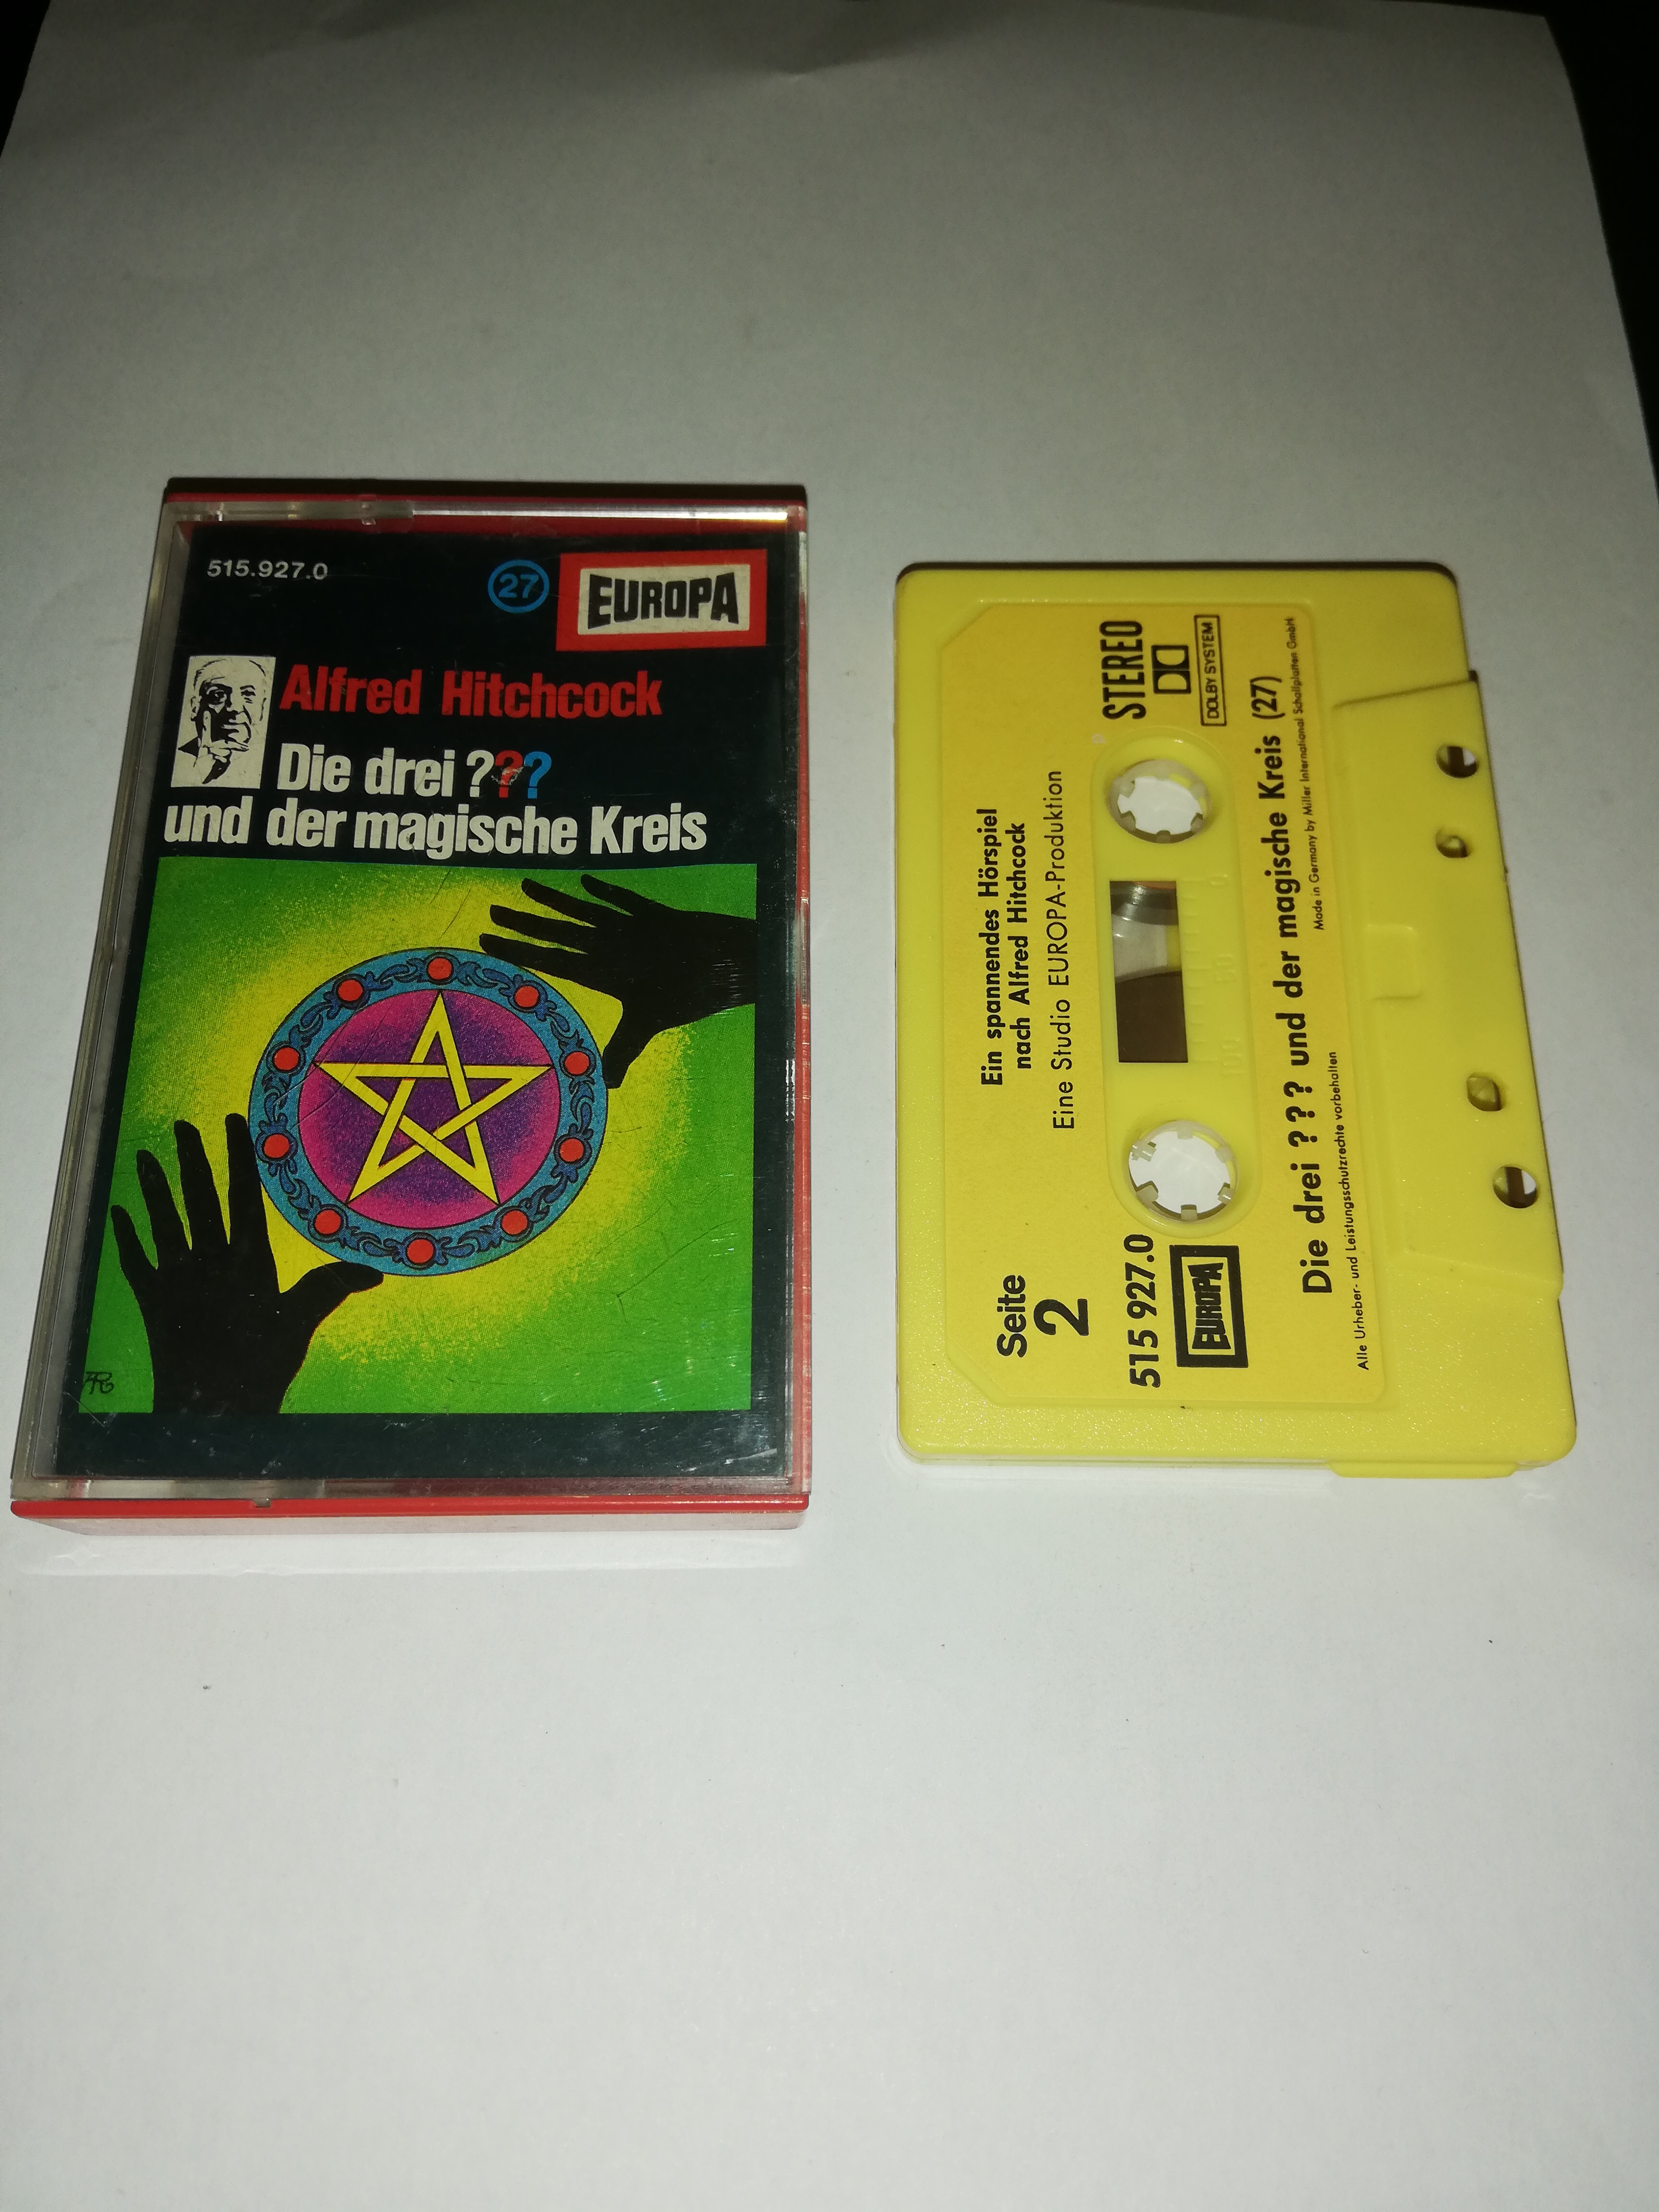 515.927.0
27
EUROPA
Alfred Hitchcock
Die drei ???
und der magische Kreis
Ein spannendes Hörspiel
nach Alfred Hitchcock
Eine Studio EUROPA-Produktion
Seite
2
STEREO
DOLBY SYSTEM
515 927.0
EUROPA
Die drei ??? und der magische Kreis (27)
Made in Germany by Miller International Schallplatten GmbH
Alle Urheber- und Leistungsschutzrechte vorbehalten